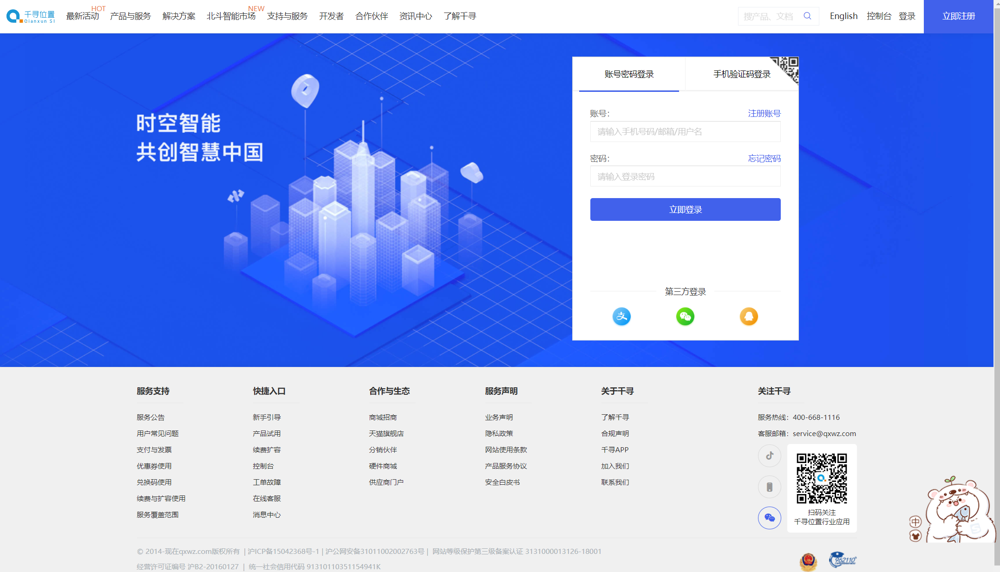 千寻位置
Qianxun SI
最新活动
HOT
产品与服务
解决方案
北斗智能市场
NEW
支持与服务
开发者
合作伙伴
资讯中心
了解千寻
搜产品、文档
English
控制台
登录
立即注册
时空智能
共创智慧中国
账号密码登录
手机验证码登录
账号：
注册账号
请输入手机号码/邮箱/用户名
密码：
忘记密码
请输入登录密码
立即登录
第三方登录
支
服务支持
服务公告
用户常见问题
支付与发票
优惠券使用
兑换码使用
续费与扩容使用
服务覆盖范围
快捷入口
新手引导
产品试用
续费扩容
控制台
工单故障
在线客服
消息中心
合作与生态
商城招商
天猫旗舰店
分销伙伴
硬件商城
供应商门户
服务声明
业务声明
隐私政策
网站使用条款
产品服务协议
安全白皮书
关于千寻
了解千寻
合规声明
千寻APP
加入我们
联系我们
关注千寻
服务热线：400-668-1116
客服邮箱：service@qxwz.com
扫码关注
千寻位置行业应用
中
S
© 2014-现在qxwz.com版权所有 | 沪ICP备15042368号-1 | 沪公网安备31011002002763号 | 网站等级保护第三级备案认证 3131000013126-18001
经营许可证编号 沪B2-20160127 | 统一社会信用代码 91310110351154941K
962110